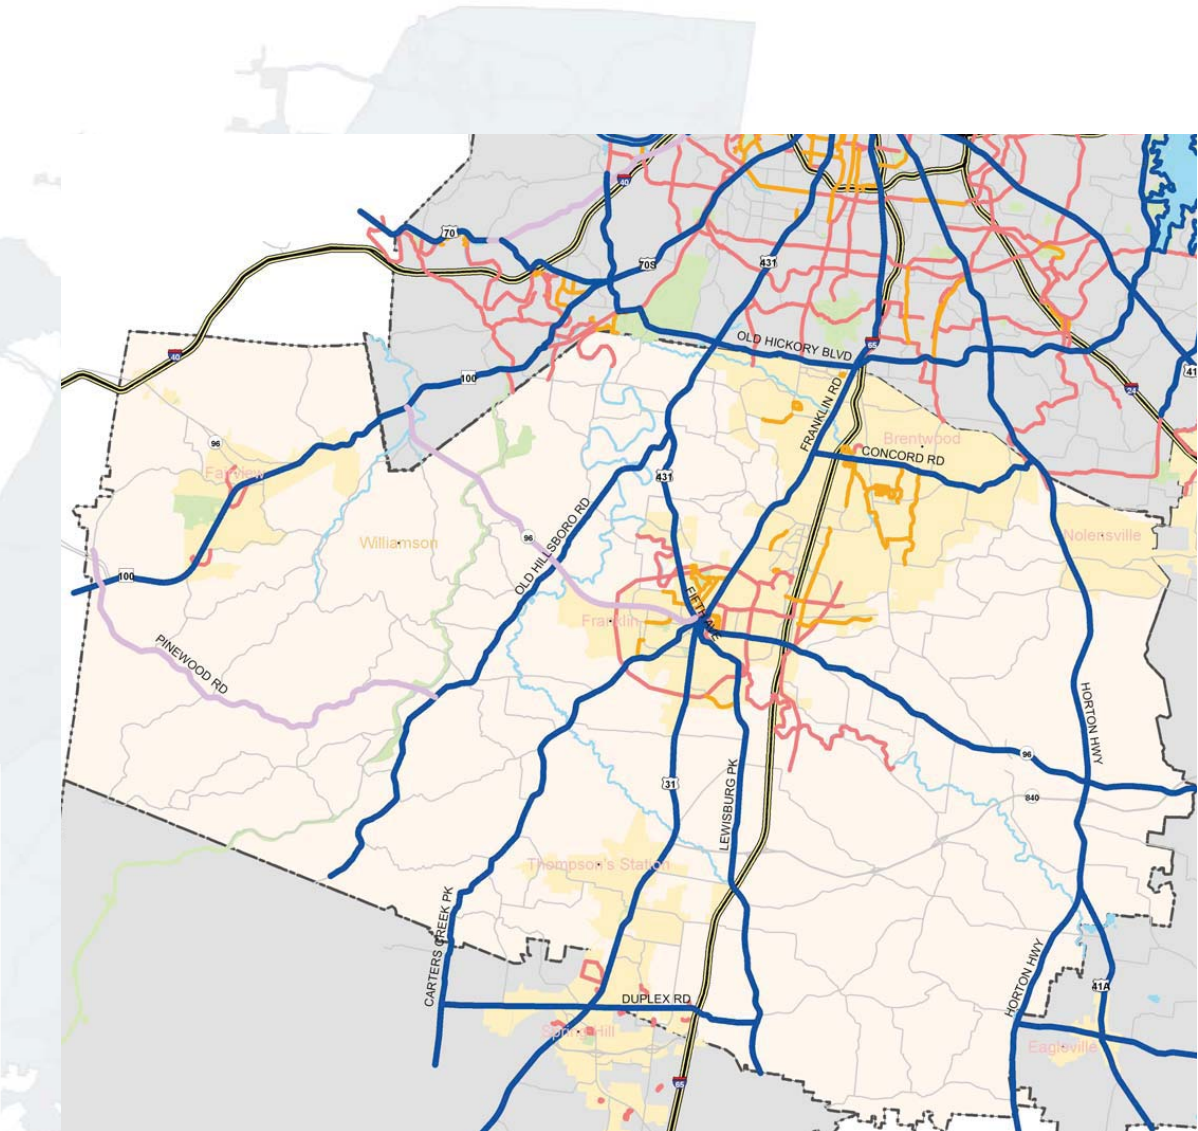 40
70
70S
431
OLD HICKORY BLVD
65
41
24
40
100
FRANKLIN RD
Brentwood
96
Fairview
CONCORD RD
431
Nolensville
OLD HILLSBORO RD
96
Williamson
100
FIFTH AVE
Franklin
PINEWOOD RD
HORTON HWY
96
31
LEWISBURG PK
840
Thompson's Station
CARTERS CREEK PK
HORTON HWY
41A
DUPLEX RD
Spring Hill
Eagleville
65